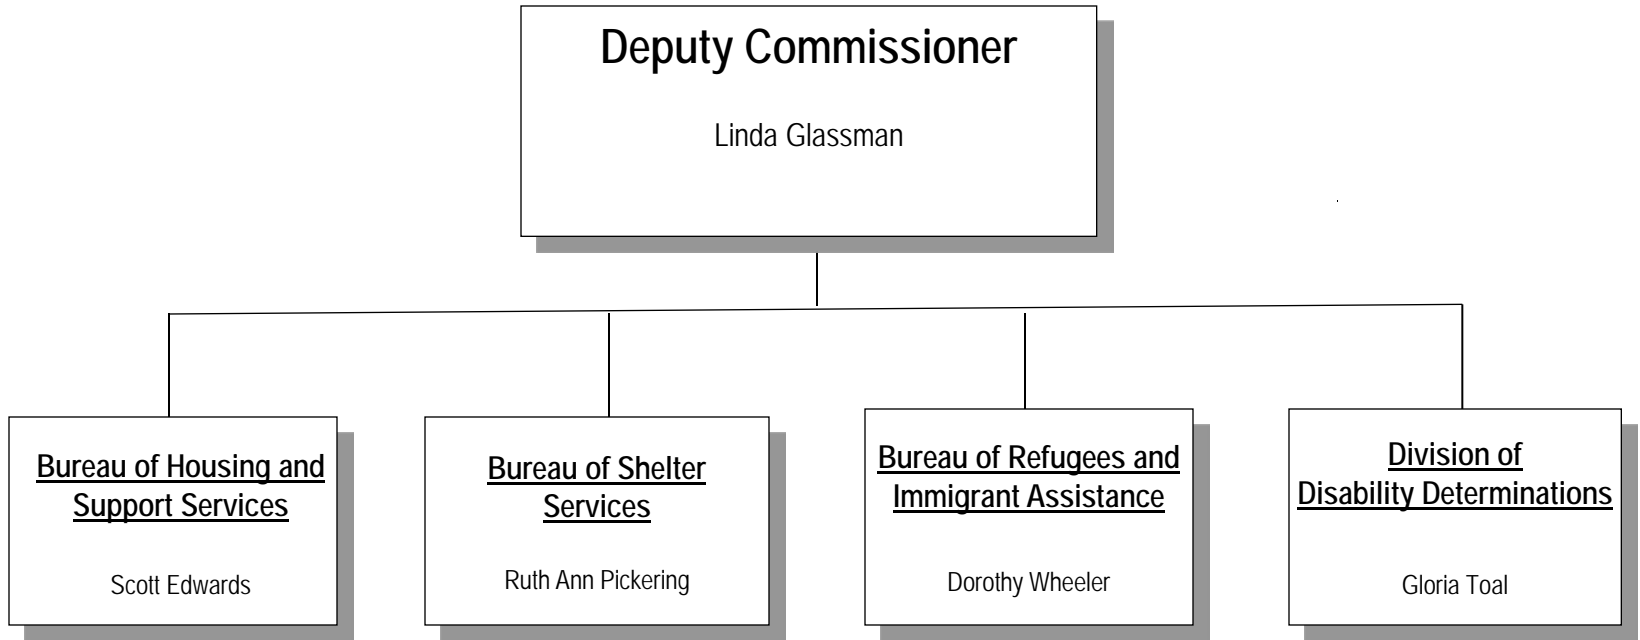 Deputy Commissioner
Linda Glassman
Bureau of Housing and
Support Services
Scott Edwards
Bureau of Shelter
Services
Ruth Ann Pickering
Bureau of Refugees and
Immigrant Assistance
Dorothy Wheeler
Division of
Disability Determinations
Gloria Toal